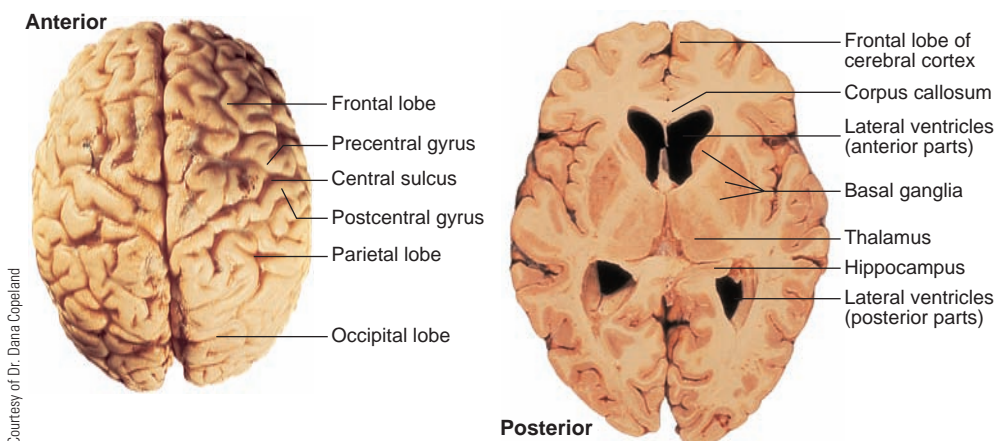 Anterior
Frontal lobe
Precentral gyrus
Central sulcus
Postcentral gyrus
Parietal lobe
Occipital lobe
Courtesy of Dr. Dana Copeland
Frontal lobe of
cerebral cortex
Corpus callosum
Lateral ventricles
(anterior parts)
Basal ganglia
Thalamus
Hippocampus
Lateral ventricles
(posterior parts)
Posterior